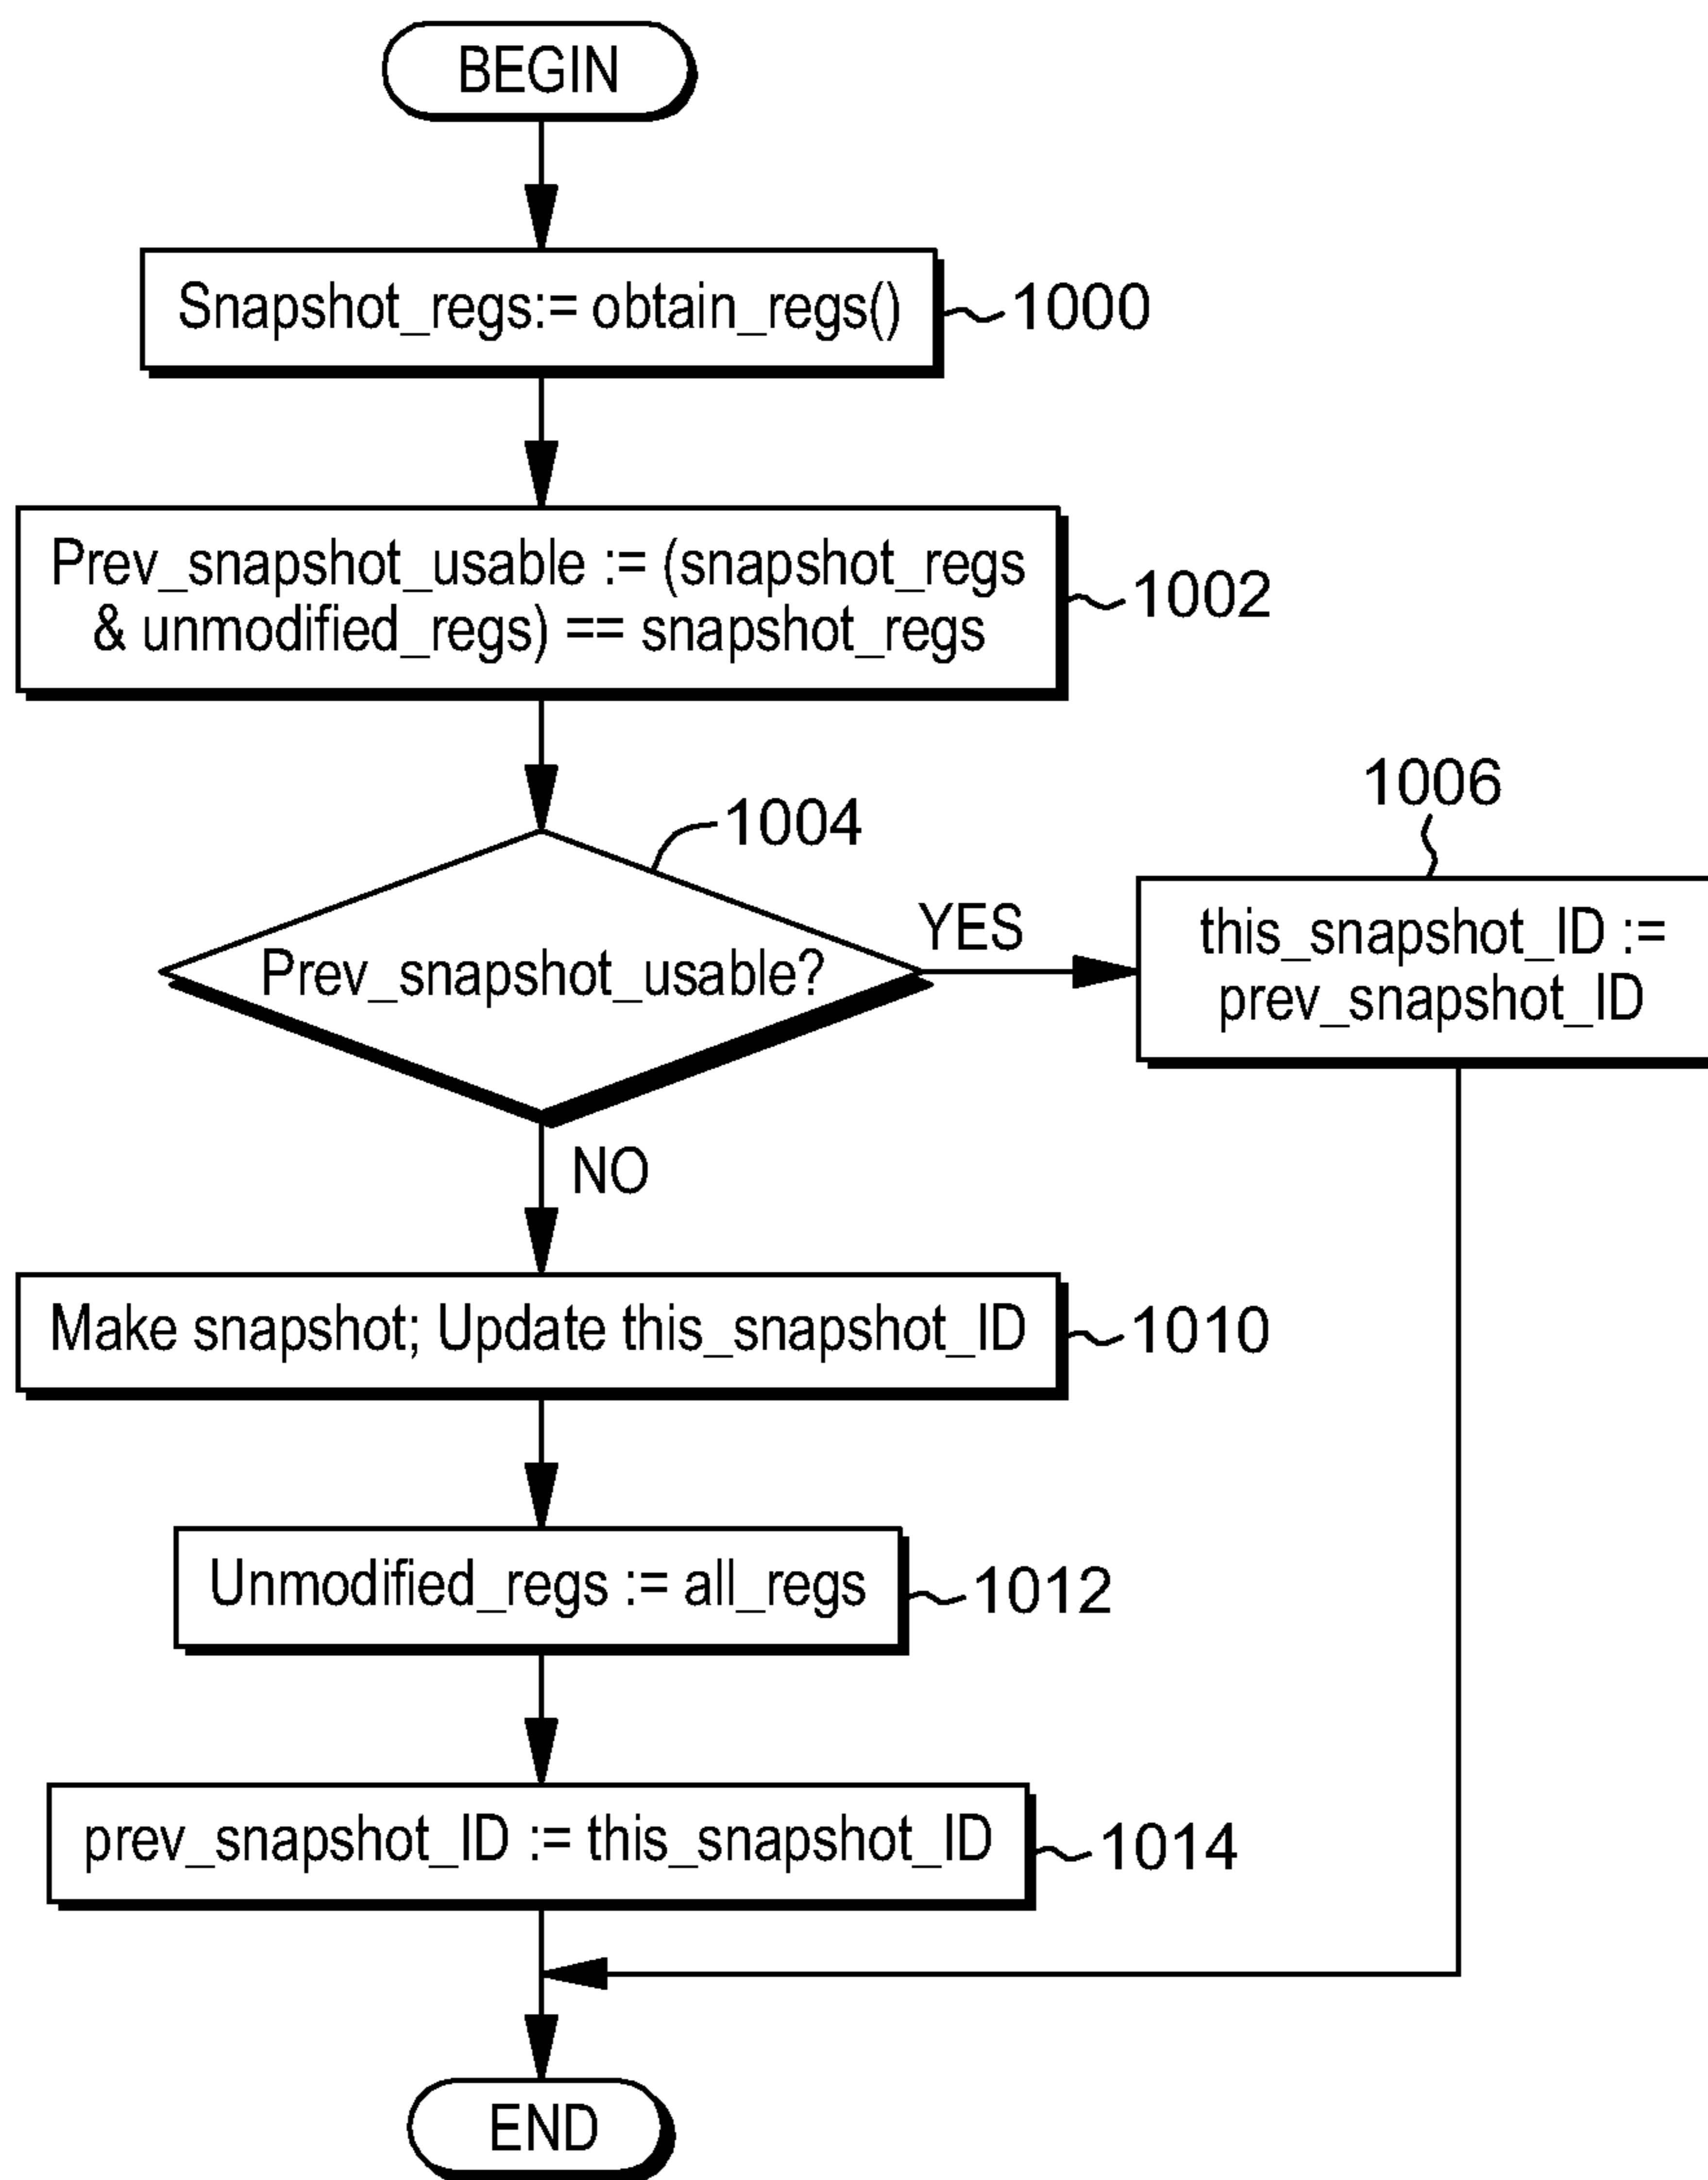 BEGIN
Snapshot_regs:= obtain_regs()
1000
Prev_snapshot_usable := (snapshot_regs
& unmodified_regs) == snapshot_regs
1002
1004
Prev_snapshot_usable?
YES
1006
this_snapshot_ID :=
prev_snapshot_ID
NO
Make snapshot; Update this_snapshot_ID
1010
Unmodified_regs := all_regs
1012
prev_snapshot_ID := this_snapshot_ID
1014
END